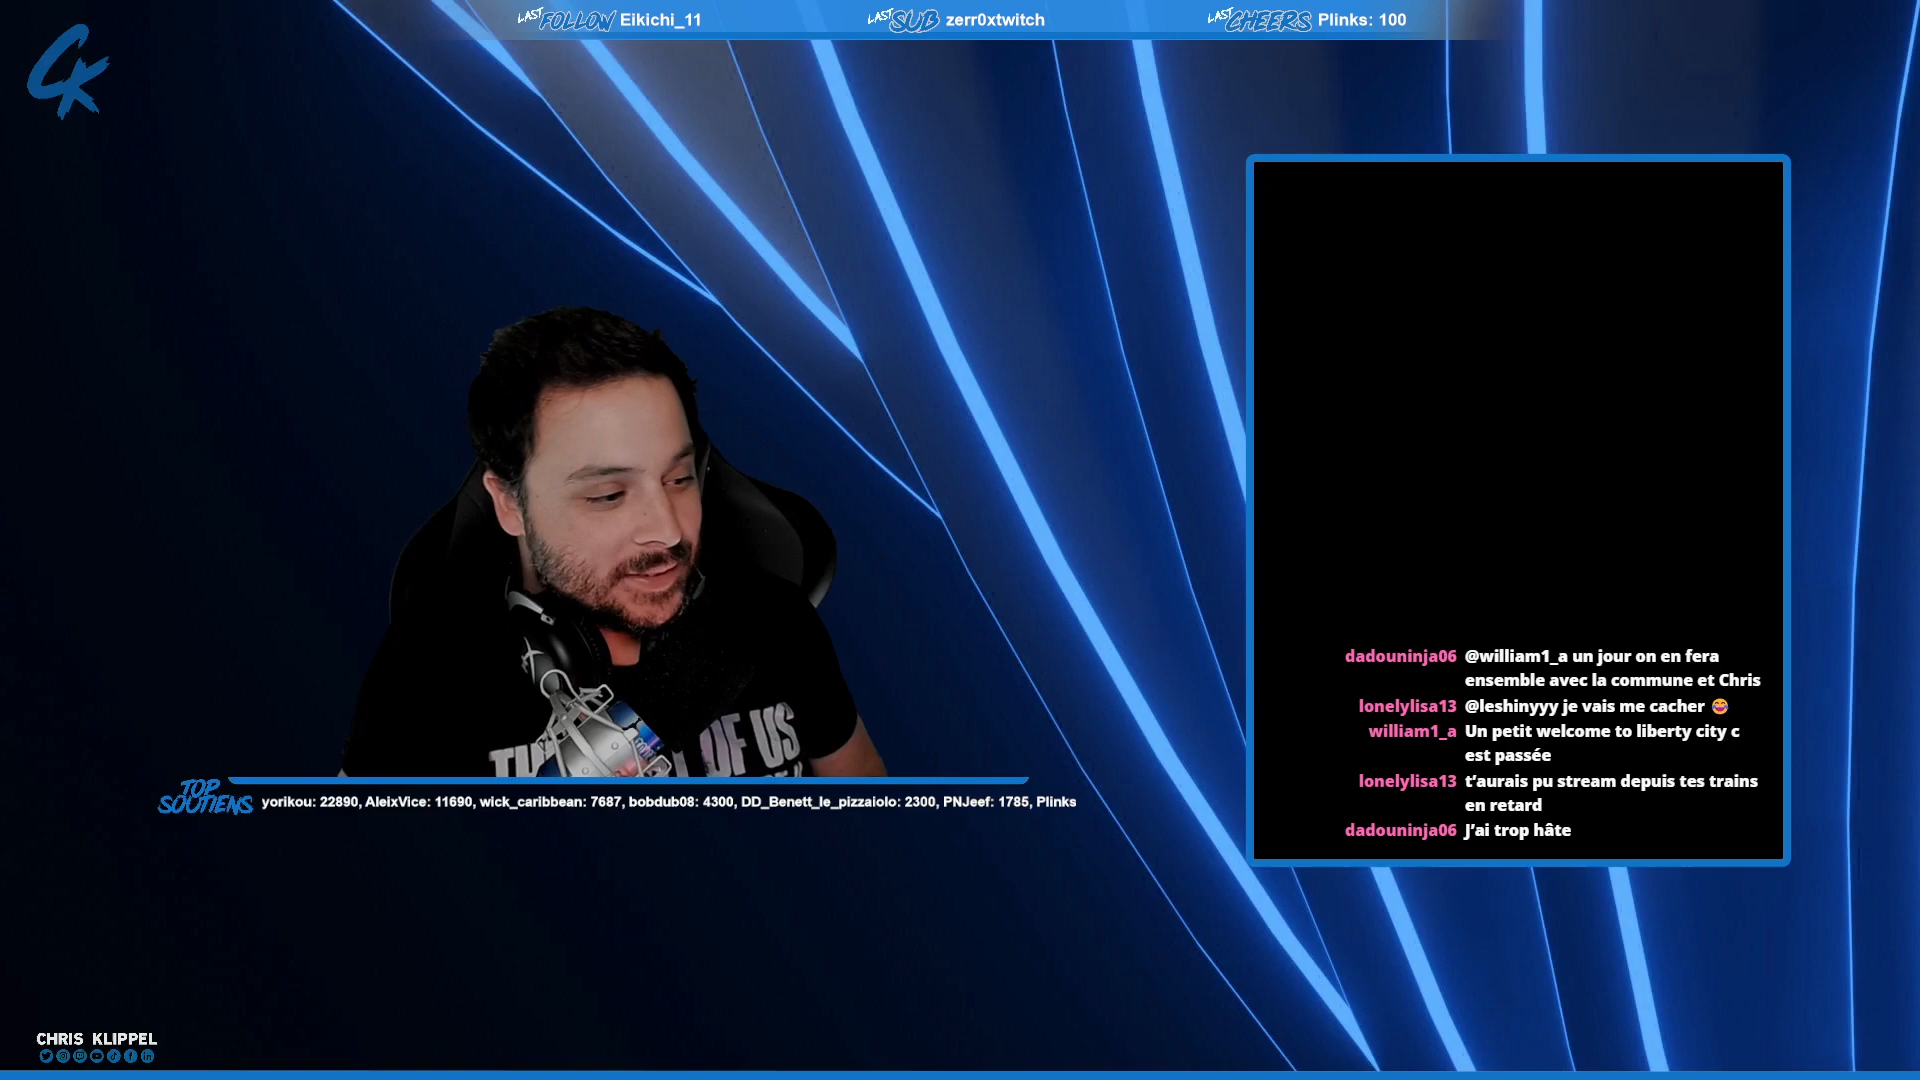 LAST FOLLOW Eikichi_11 LAST SUB zerr0xtwitch LAST CHEERS Plinks: 100
CK
dadouninja06 @william1_a un jour on en fera
ensemble avec la commune et Chris
lonelylisa13 @leshinyyy je vais me cacher 😂
william1_a Un petit welcome to liberty city c
est passée
lonelylisa13 t’aurais pu stream depuis tes trains
en retard
dadouninja06 J’ai trop hâte
OF US
TOP
SOUTIENS yorikou: 22890, AleixVice: 11690, wick_caribbean: 7687, bobdub08: 4300, DD_Benett_le_pizzaiolo: 2300, PNJeef: 1785, Plinks
CHRIS KLIPPEL